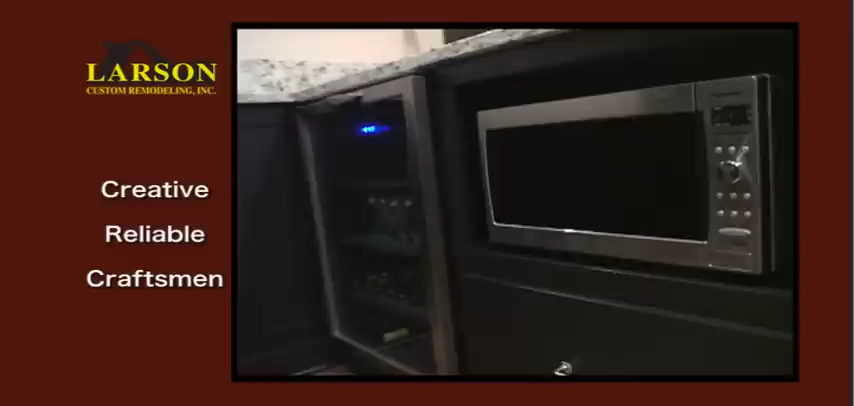 LARSON
CUSTOM REMODELING, INC.
Creative
Reliable
Craftsmen